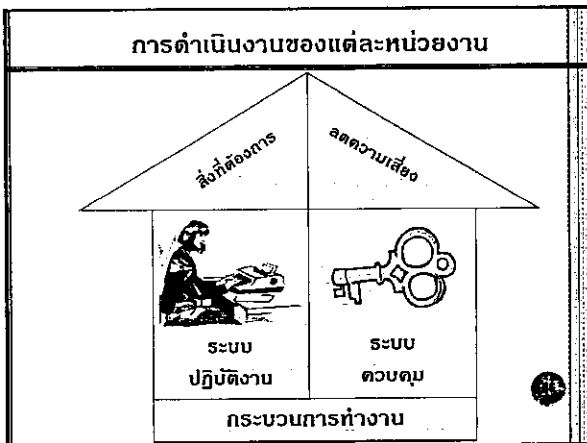 การดำเนินงานของแต่ละหน่วยงาน
สิ่งที่ต้องการ
ลดความเสี่ยง
ระบบ
ปฏิบัติงาน
ระบบ
ควบคุม
กระบวนการทำงาน